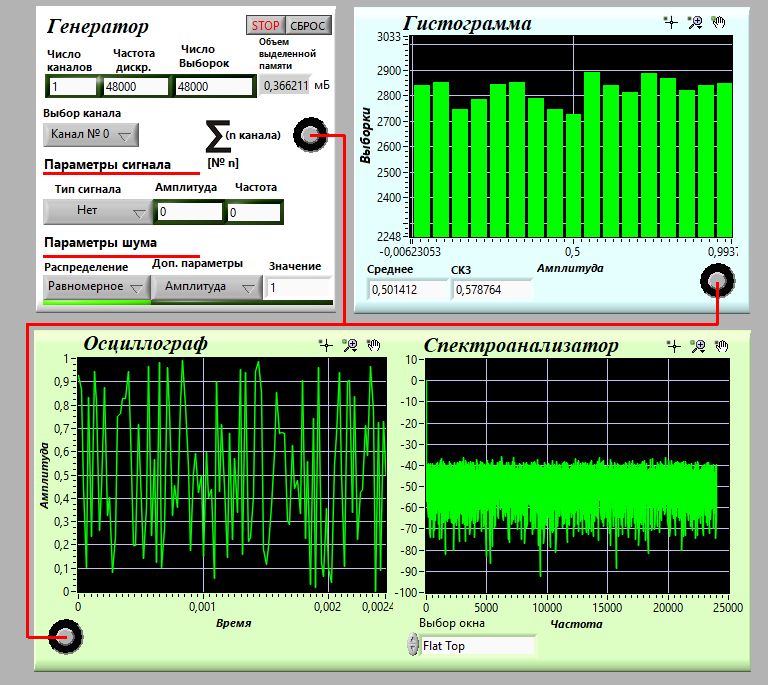 Генератор
STOP
СБРОС
Число каналов
Частота дискр.
Число Выборок
Объем выделенной памяти
1
48000
48000
0,366211 мБ
Выбор канала
Канал № 0
Σ (n канала)
[№ n]
Параметры сигнала
Тип сигнала
Амплитуда
Частота
Нет
0
0
Параметры шума
Распределение
Доп. параметры
Значение
Равномерное
Амплитуда
1
Гистограмма
Выборки
3033
2900
2800
2700
2600
2500
2400
2248
-0,00623053
0,5
0,9937
Амплитуда
Среднее
СКЗ
0,501412
0,578764
Осциллограф
Амплитуда
1
0,9
0,8
0,7
0,6
0,5
0,4
0,3
0,2
0,1
0
0
0,001
0,002
0,0024
Время
Спектроанализатор
10
0
-10
-20
-30
-40
-50
-60
-70
-80
-90
-100
0
5000
10000
15000
20000
25000
Частота
Выбор окна
Flat Top